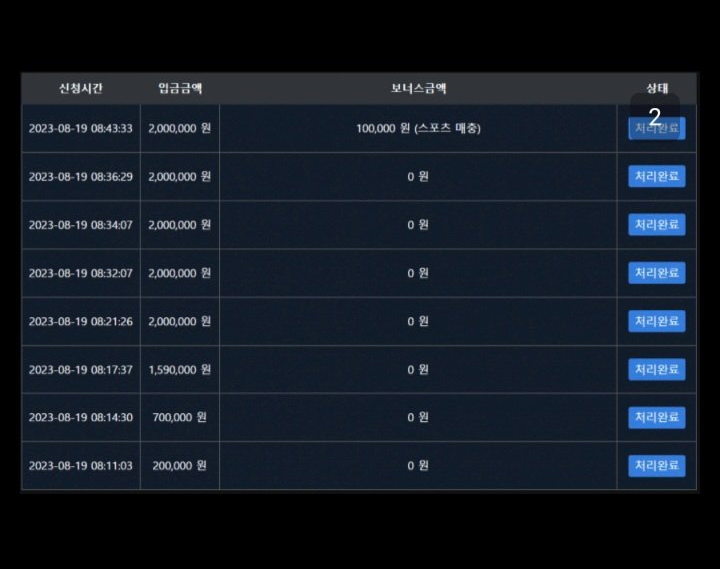 신청시간 입금금액 보너스금액 상태
2
2023-08-19 08:43:33 2,000,000 원 100,000 원 (스포츠 매충) 처리완료
2023-08-19 08:36:29 2,000,000 원 0 원 처리완료
2023-08-19 08:34:07 2,000,000 원 0 원 처리완료
2023-08-19 08:32:07 2,000,000 원 0 원 처리완료
2023-08-19 08:21:26 2,000,000 원 0 원 처리완료
2023-08-19 08:17:37 1,590,000 원 0 원 처리완료
2023-08-19 08:14:30 700,000 원 0 원 처리완료
2023-08-19 08:11:03 200,000 원 0 원 처리완료